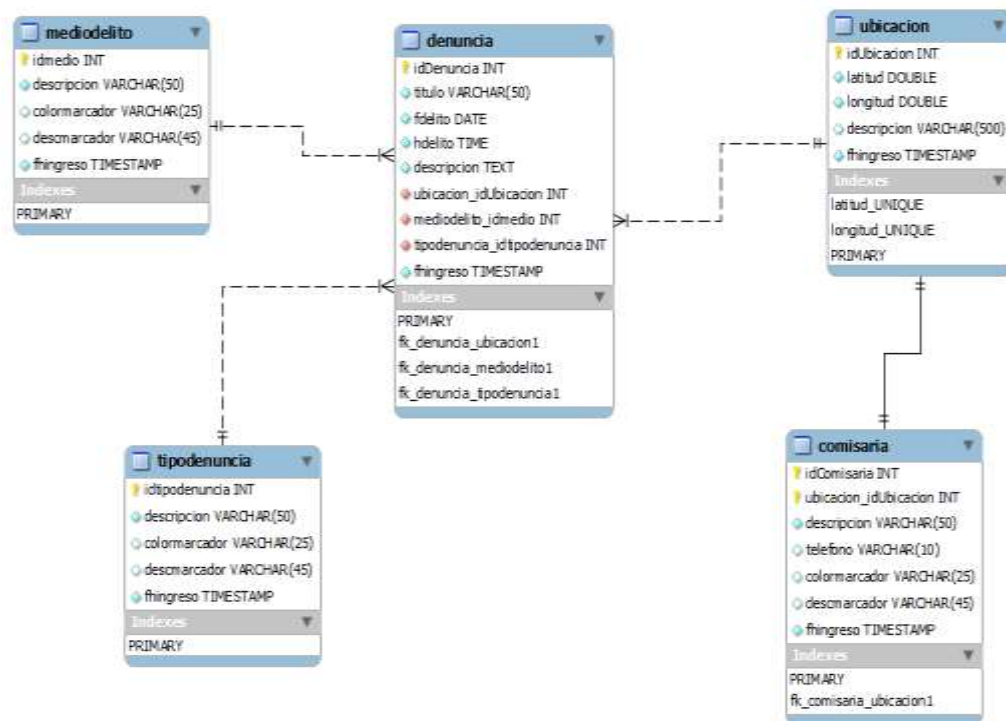 mediodelito
idmedio INT
descripcion VARCHAR(50)
colormarcador VARCHAR(25)
descmarcador VARCHAR(45)
fhingreso TIMESTAMP
Indexes
PRIMARY
denuncia
idDenuncia INT
titulo VARCHAR(50)
fdelito DATE
hdelito TIME
descripcion TEXT
ubicacion_idUbicacion INT
mediodelito_idmedio INT
tipodenuncia_idtipodenuncia INT
fhingreso TIMESTAMP
Indexes
PRIMARY
fk_denuncia_ubicacion1
fk_denuncia_mediodelito1
fk_denuncia_tipodenuncia1
ubicacion
idUbicacion INT
latitud DOUBLE
longitud DOUBLE
descripcion VARCHAR(500)
fhingreso TIMESTAMP
Indexes
latitud_UNIQUE
longitud_UNIQUE
PRIMARY
tipodenuncia
idtipodenuncia INT
descripcion VARCHAR(50)
colormarcador VARCHAR(25)
descmarcador VARCHAR(45)
fhingreso TIMESTAMP
Indexes
PRIMARY
comisaria
idComisaria INT
ubicacion_idUbicacion INT
descripcion VARCHAR(50)
telefono VARCHAR(10)
colormarcador VARCHAR(25)
descmarcador VARCHAR(45)
fhingreso TIMESTAMP
Indexes
PRIMARY
fk_comisaria_ubicacion1